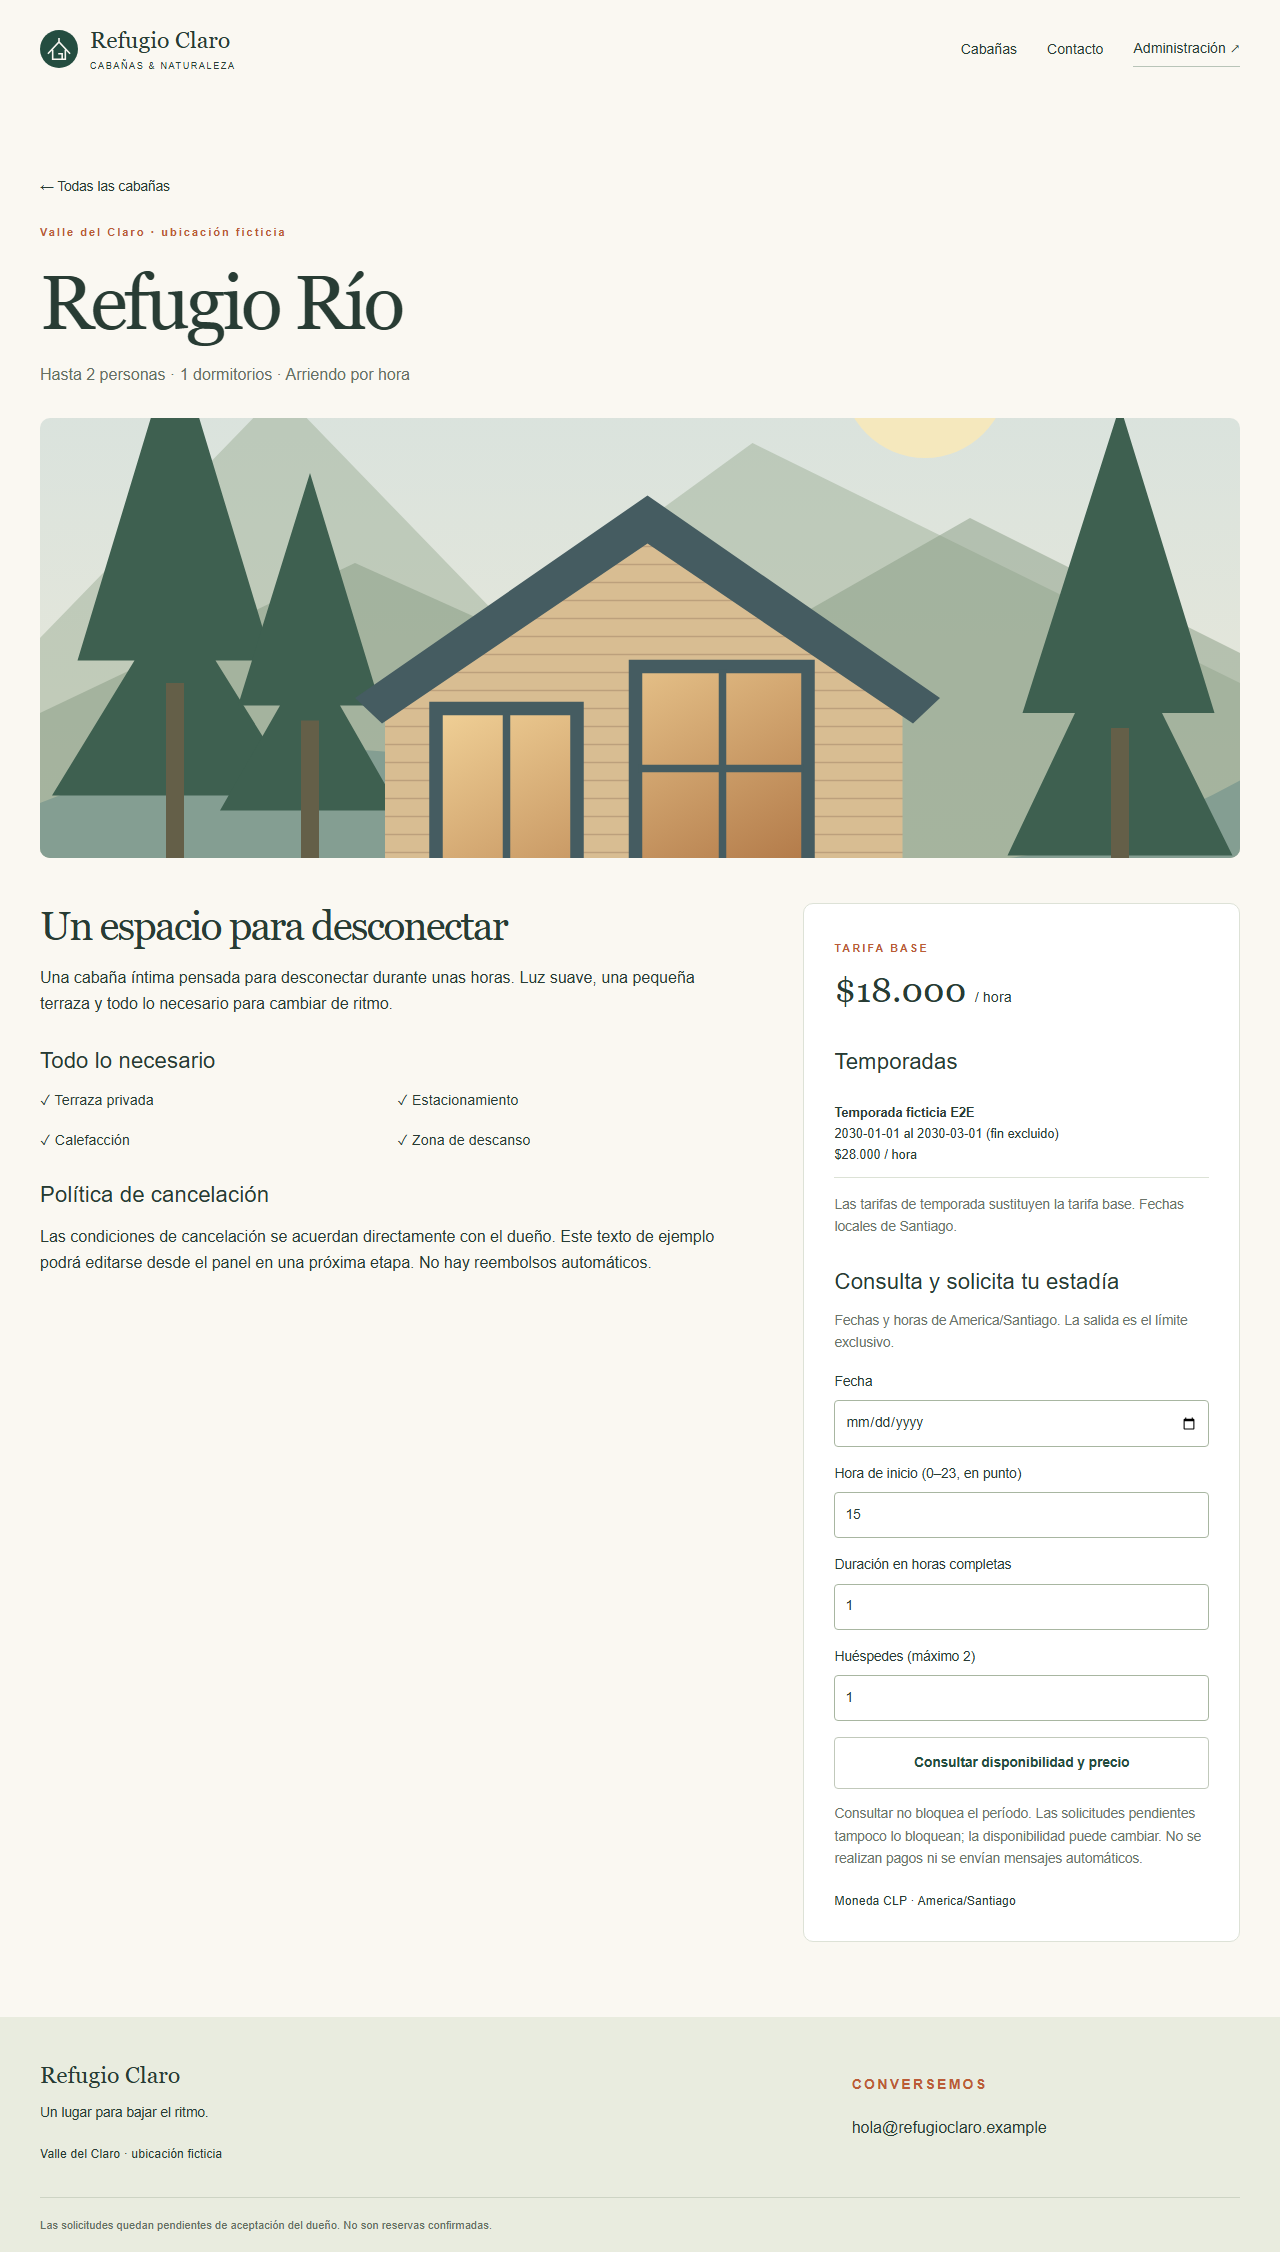 Refugio Claro
CABAÑAS & NATURALEZA
Cabañas
Contacto
Administración ↗
← Todas las cabañas
Valle del Claro · ubicación ficticia
Refugio Río
Hasta 2 personas · 1 dormitorios · Arriendo por hora
Un espacio para desconectar
Una cabaña íntima pensada para desconectar durante unas horas. Luz suave, una pequeña
terraza y todo lo necesario para cambiar de ritmo.
Todo lo necesario
✓ Terraza privada
✓ Estacionamiento
✓ Calefacción
✓ Zona de descanso
Política de cancelación
Las condiciones de cancelación se acuerdan directamente con el dueño. Este texto de ejemplo
podrá editarse desde el panel en una próxima etapa. No hay reembolsos automáticos.
TARIFA BASE
$18.000 / hora
Temporadas
Temporada ficticia E2E
2030-01-01 al 2030-03-01 (fin excluido)
$28.000 / hora
Las tarifas de temporada sustituyen la tarifa base. Fechas
locales de Santiago.
Consulta y solicita tu estadía
Fechas y horas de America/Santiago. La salida es el límite
exclusivo.
Fecha
mm/dd/yyyy
Hora de inicio (0–23, en punto)
15
Duración en horas completas
1
Huéspedes (máximo 2)
1
Consultar disponibilidad y precio
Consultar no bloquea el período. Las solicitudes pendientes
tampoco lo bloquean; la disponibilidad puede cambiar. No se
realizan pagos ni se envían mensajes automáticos.
Moneda CLP · America/Santiago
Refugio Claro
Un lugar para bajar el ritmo.
Valle del Claro · ubicación ficticia
CONVERSEMOS
hola@refugioclaro.example
Las solicitudes quedan pendientes de aceptación del dueño. No son reservas confirmadas.